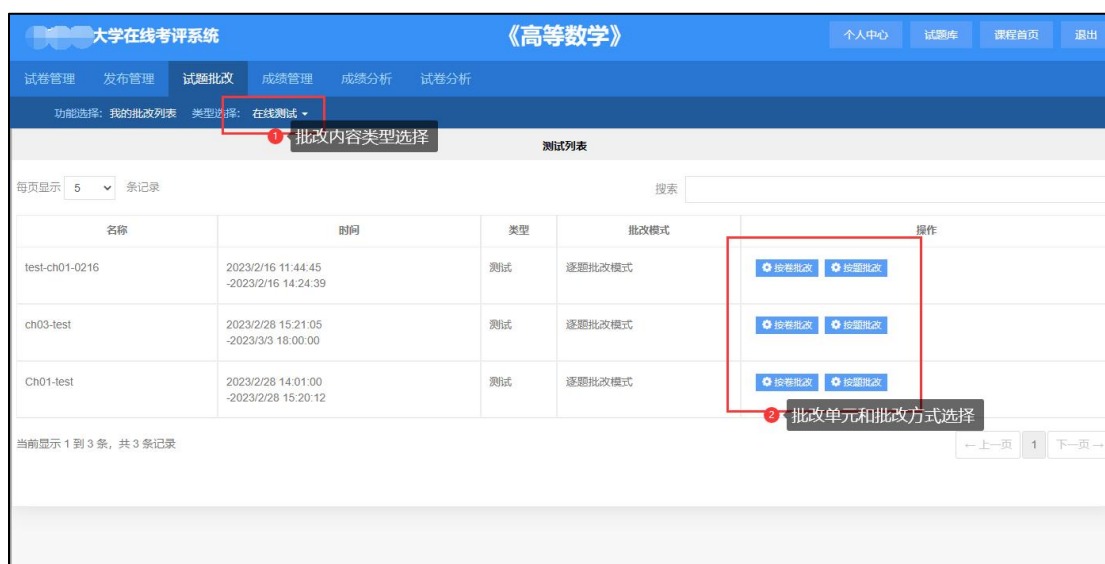 大学在线考评系统 《高等数学》 个人中心 试题库 课程首页 退出
试卷管理 发布管理 试题批改 成绩管理 成绩分析 试卷分析
功能选择: 我的批改列表 类型选择: 在线测试
1 批改内容类型选择
测试列表
每页显示 5 条记录 搜索
名称 时间 类型 批改模式 操作
test-ch01-0216 2023/2/16 11:44:45 测试 逐题批改模式 按卷批改 按题批改
-2023/2/16 14:24:39
ch03-test 2023/2/28 15:21:05 测试 逐题批改模式 按卷批改 按题批改
-2023/3/3 18:00:00
Ch01-test 2023/2/28 14:01:00 测试 逐题批改模式 按卷批改 按题批改
-2023/2/28 15:20:12
2 批改单元和批改方式选择
当前显示 1 到 3 条，共 3 条记录 ←上一页 1 下一页→